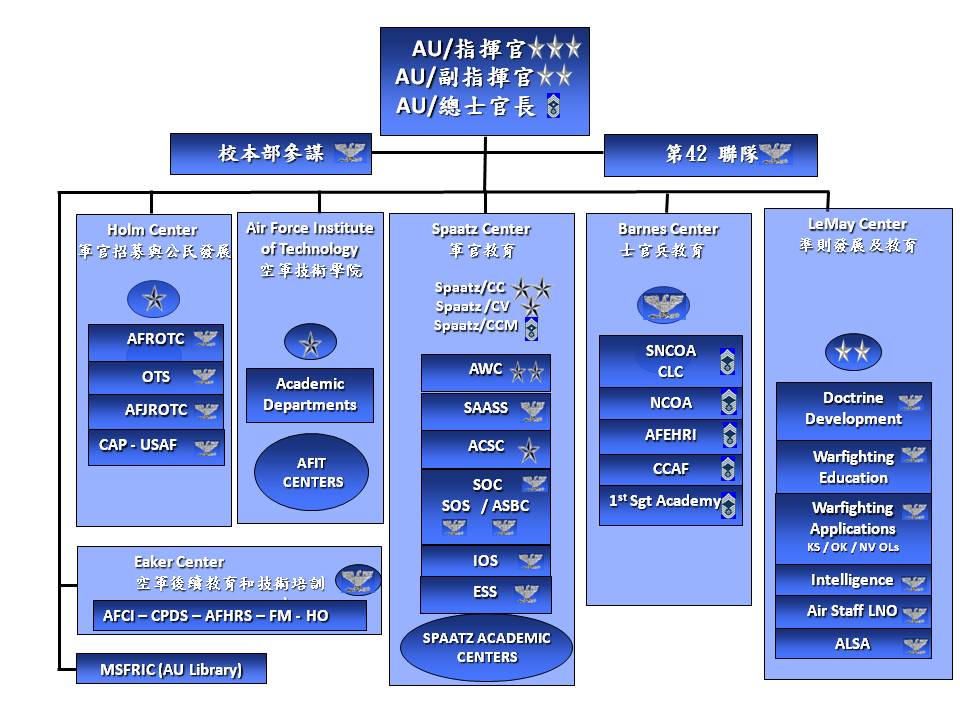 AU/指揮官
AU/副指揮官
AU/總士官長
校本部參謀
第42 聯隊
Holm Center
軍官招募與公民發展
AFROTC
OTS
AFJROTC
CAP - USAF
Air Force Institute
of Technology
空軍技術學院
Academic
Departments
AFIT
CENTERS
Spaatz Center
軍官教育
Spaatz/CC
Spaatz /CV
Spaatz/CCM
AWC
SAASS
ACSC
SOC
SOS / ASBC
IOS
ESS
SPAATZ ACADEMIC
CENTERS
Barnes Center
士官兵教育
SNCOA
CLC
NCOA
AFEHRI
CCAF
1st Sgt Academy
LeMay Center
準則發展及教育
Doctrine
Development
Warfighting
Education
Warfighting
Applications
KS / OK / NV OLs
Intelligence
Air Staff LNO
ALSA
Eaker Center
空軍後續教育和技術培訓
AFCI – CPDS – AFHRS – FM - HO
MSFRIC (AU Library)